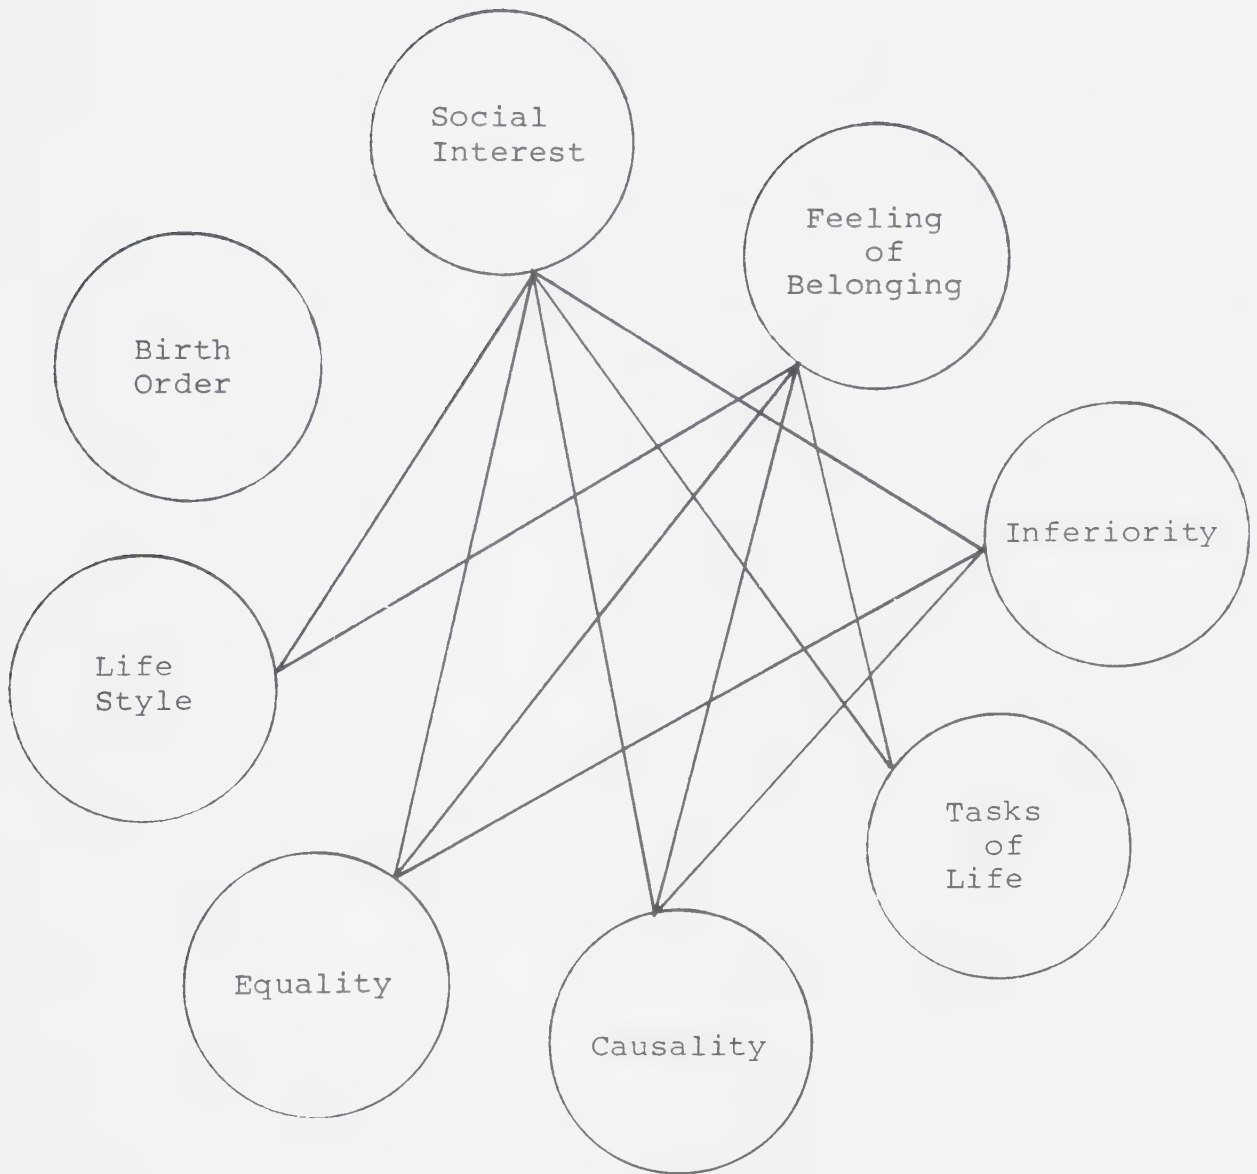 Social
Interest
Feeling
of
Belonging
Birth
Order
Inferiority
Life
Style
Tasks
of
Life
Equality
Causality